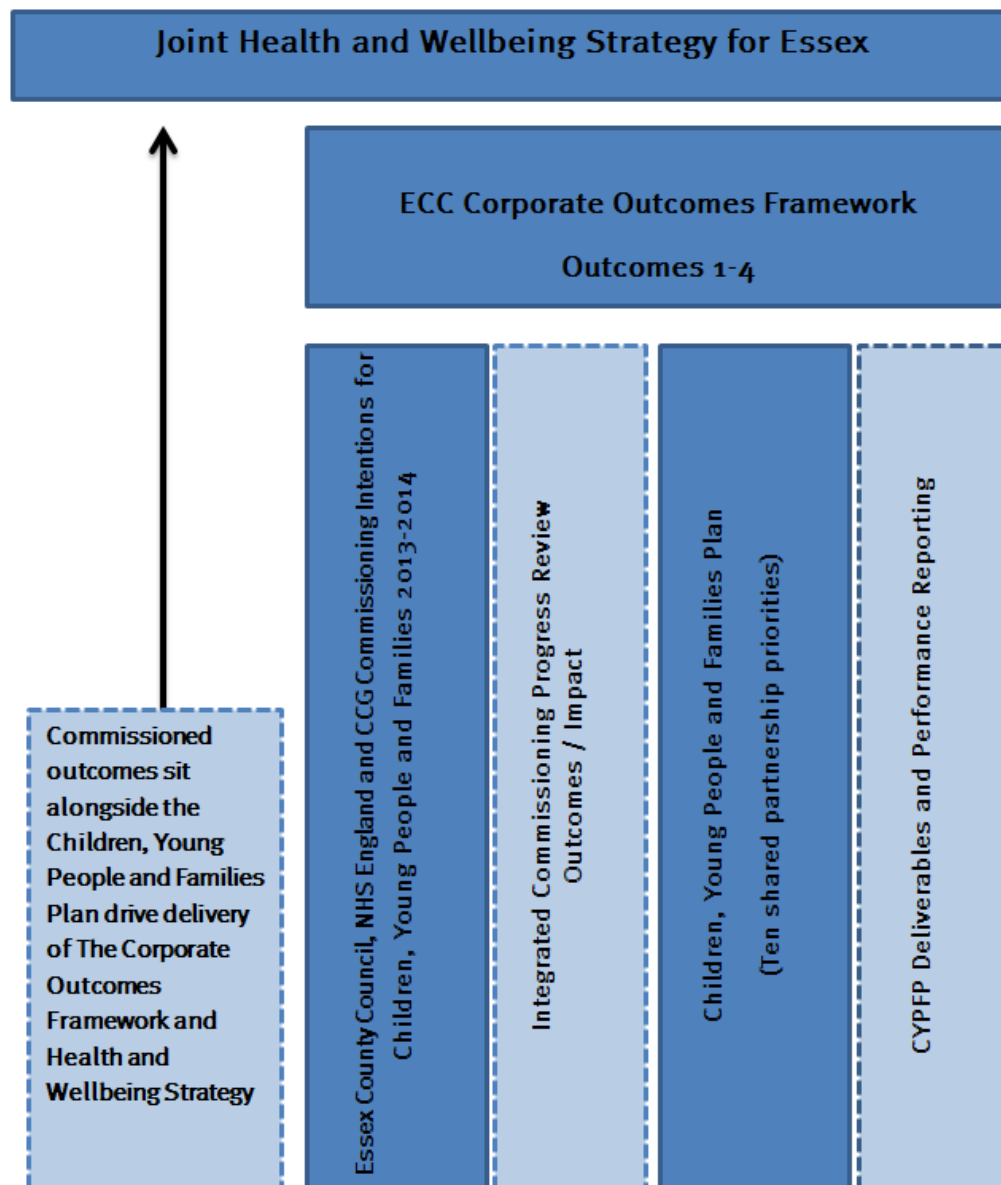 Joint Health and Wellbeing Strategy for Essex
ECC Corporate Outcomes Framework
Outcomes 1-4
Commissioned
outcomes sit
alongside the
Children, Young
People and Families
Plan drive delivery
of The Corporate
Outcomes
Framework and
Health and
Wellbeing Strategy
Essex County Council, NHS England and CCG Commissioning Intentions for
Children, Young People and Families 2013-2014
Integrated Commissioning Progress Review
Outcomes / Impact
Children, Young People and Families Plan
(Ten shared partnership priorities)
CYPFP Deliverables and Performance Reporting